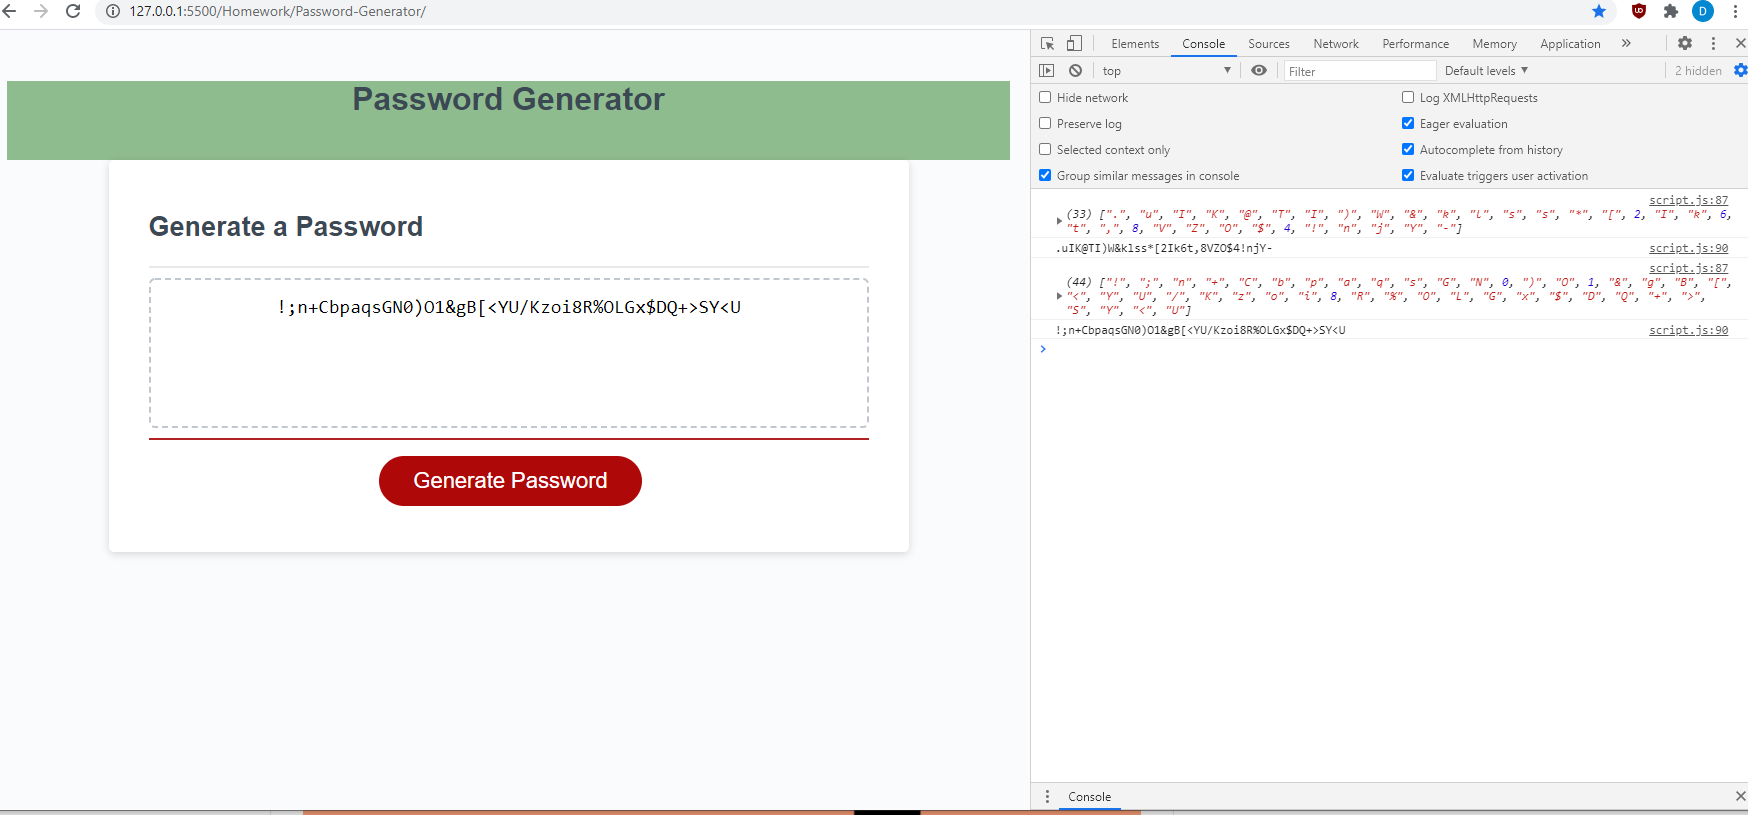 127.0.0.1:5500/Homework/Password-Generator/
D
Password Generator
Generate a Password
!;n+CbpaqsGN0)O1&gB[<YU/Kzoi8R%OLGx$DQ+>SY<U
Generate Password
Elements Console Sources Network Performance Memory Application »
top Filter Default levels 2 hidden
Hide network Log XMLHttpRequests
Preserve log Eager evaluation
Selected context only Autocomplete from history
Group similar messages in console Evaluate triggers user activation
script.js:87
(33) [".", "u", "I", "K", "@", "T", "I", ")", "W", "&", "k", "l", "s", "s", "*", "[", 2, "I", "k", 6,
"t", ",", 8, "V", "Z", "O", "$", 4, "!", "n", "j", "Y", "-"]
.uIK@TI)W&klss*[2Ik6t,8VZO$4!njY- script.js:90
script.js:87
(44) ["!", ";", "n", "+", "C", "b", "p", "a", "q", "s", "G", "N", 0, ")", "O", 1, "&", "g", "B", "[",
"<", "Y", "U", "/", "K", "z", "o", "i", 8, "R", "%", "O", "L", "G", "x", "$", "D", "Q", "+", ">",
"S", "Y", "<", "U"]
!;n+CbpaqsGN0)O1&gB[<YU/Kzoi8R%OLGx$DQ+>SY<U script.js:90
Console